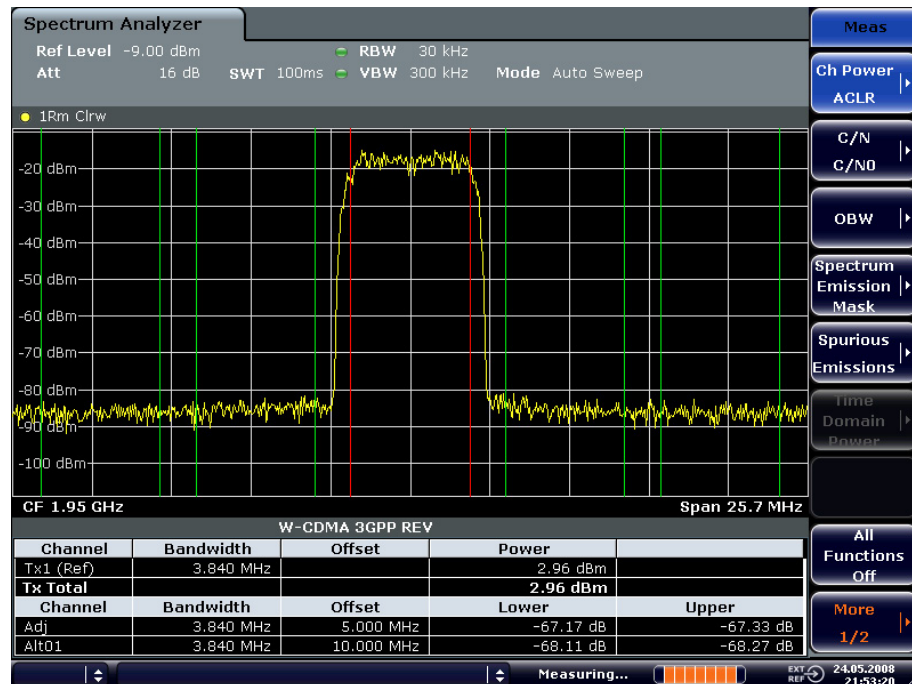 Spectrum Analyzer
Ref Level -9.00 dBm RBW 30 kHz
Att 16 dB SWT 100ms VBW 300 kHz Mode Auto Sweep
1Rm Clrw
-20 dBm
-30 dBm
-40 dBm
-50 dBm
-60 dBm
-70 dBm
-80 dBm
-90 dBm
-100 dBm
CF 1.95 GHz Span 25.7 MHz
W-CDMA 3GPP REV
Channel Bandwidth Offset Power
Tx1 (Ref) 3.840 MHz 2.96 dBm
Tx Total 2.96 dBm
Channel Bandwidth Offset Lower Upper
Adj 3.840 MHz 5.000 MHz -67.17 dB -67.33 dB
Alt01 3.840 MHz 10.000 MHz -68.11 dB -68.27 dB
Measuring... EXT REF 24.05.2008
21:53:20
Meas
Ch Power
ACLR
C/N
C/N0
OBW
Spectrum
Emission
Mask
Spurious
Emissions
Time
Domain
Power
All
Functions
Off
More
1/2